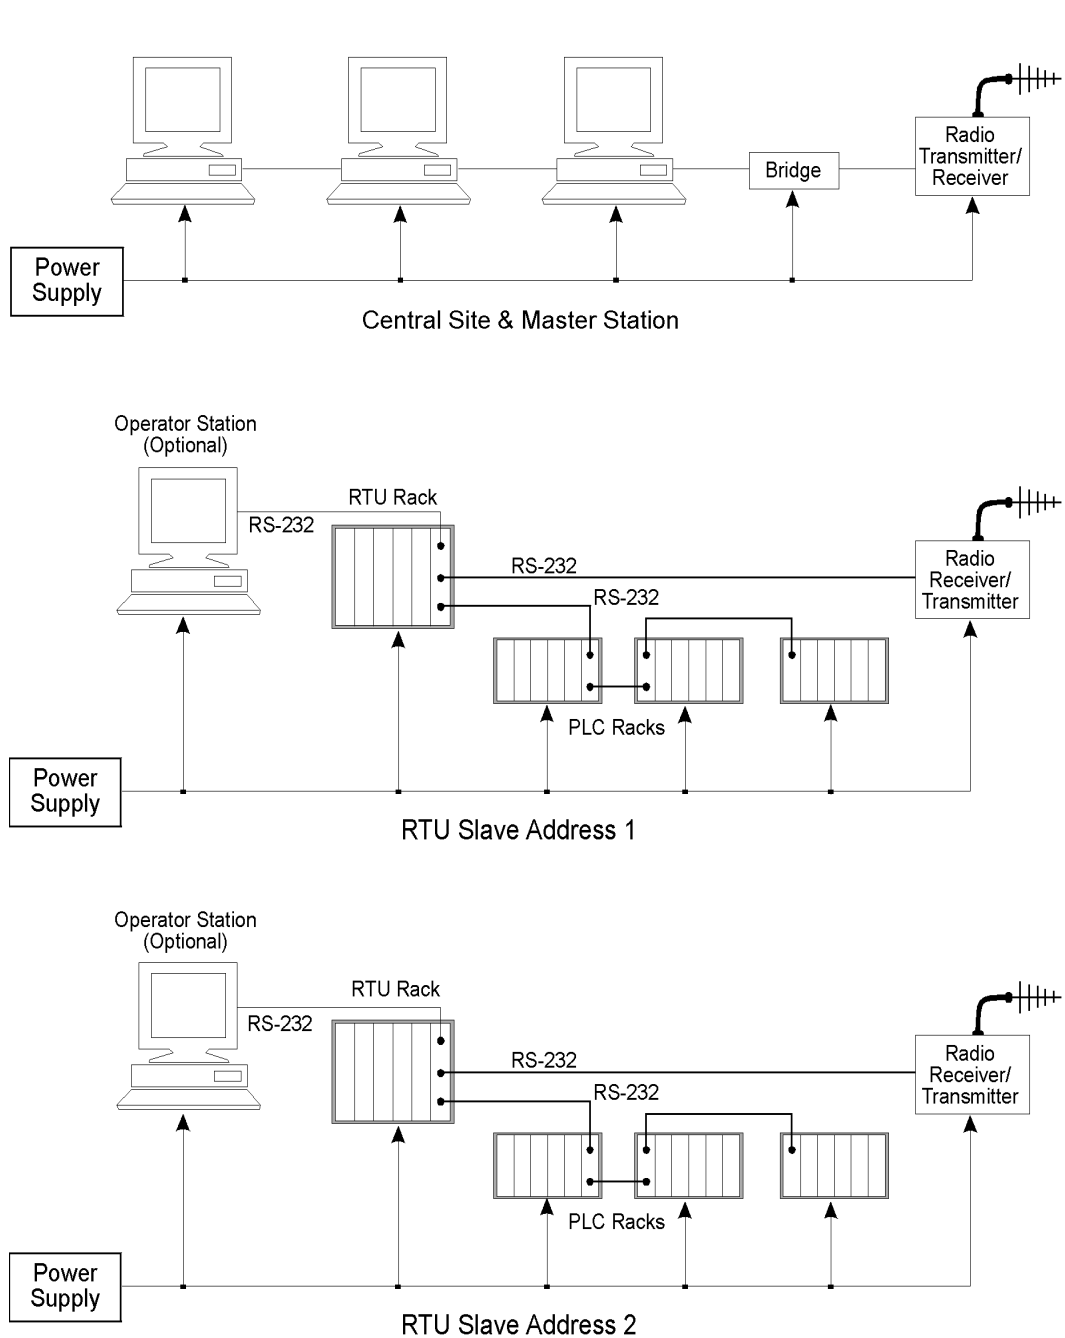 Radio
Transmitter/
Receiver
Bridge
Power
Supply
Central Site & Master Station
Operator Station
(Optional)
RTU Rack
RS-232
RS-232
RS-232
Radio
Receiver/
Transmitter
PLC Racks
Power
Supply
RTU Slave Address 1
Operator Station
(Optional)
RTU Rack
RS-232
RS-232
RS-232
Radio
Receiver/
Transmitter
PLC Racks
Power
Supply
RTU Slave Address 2